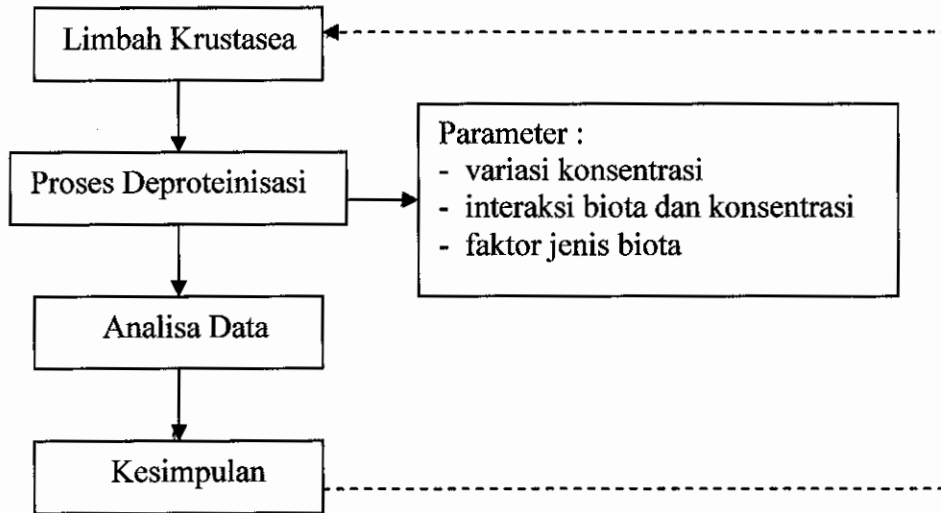 Limbah Krustasea
Proses Deproteinisasi
Parameter :
- variasi konsentrasi
- interaksi biota dan konsentrasi
- faktor jenis biota
Analisa Data
Kesimpulan